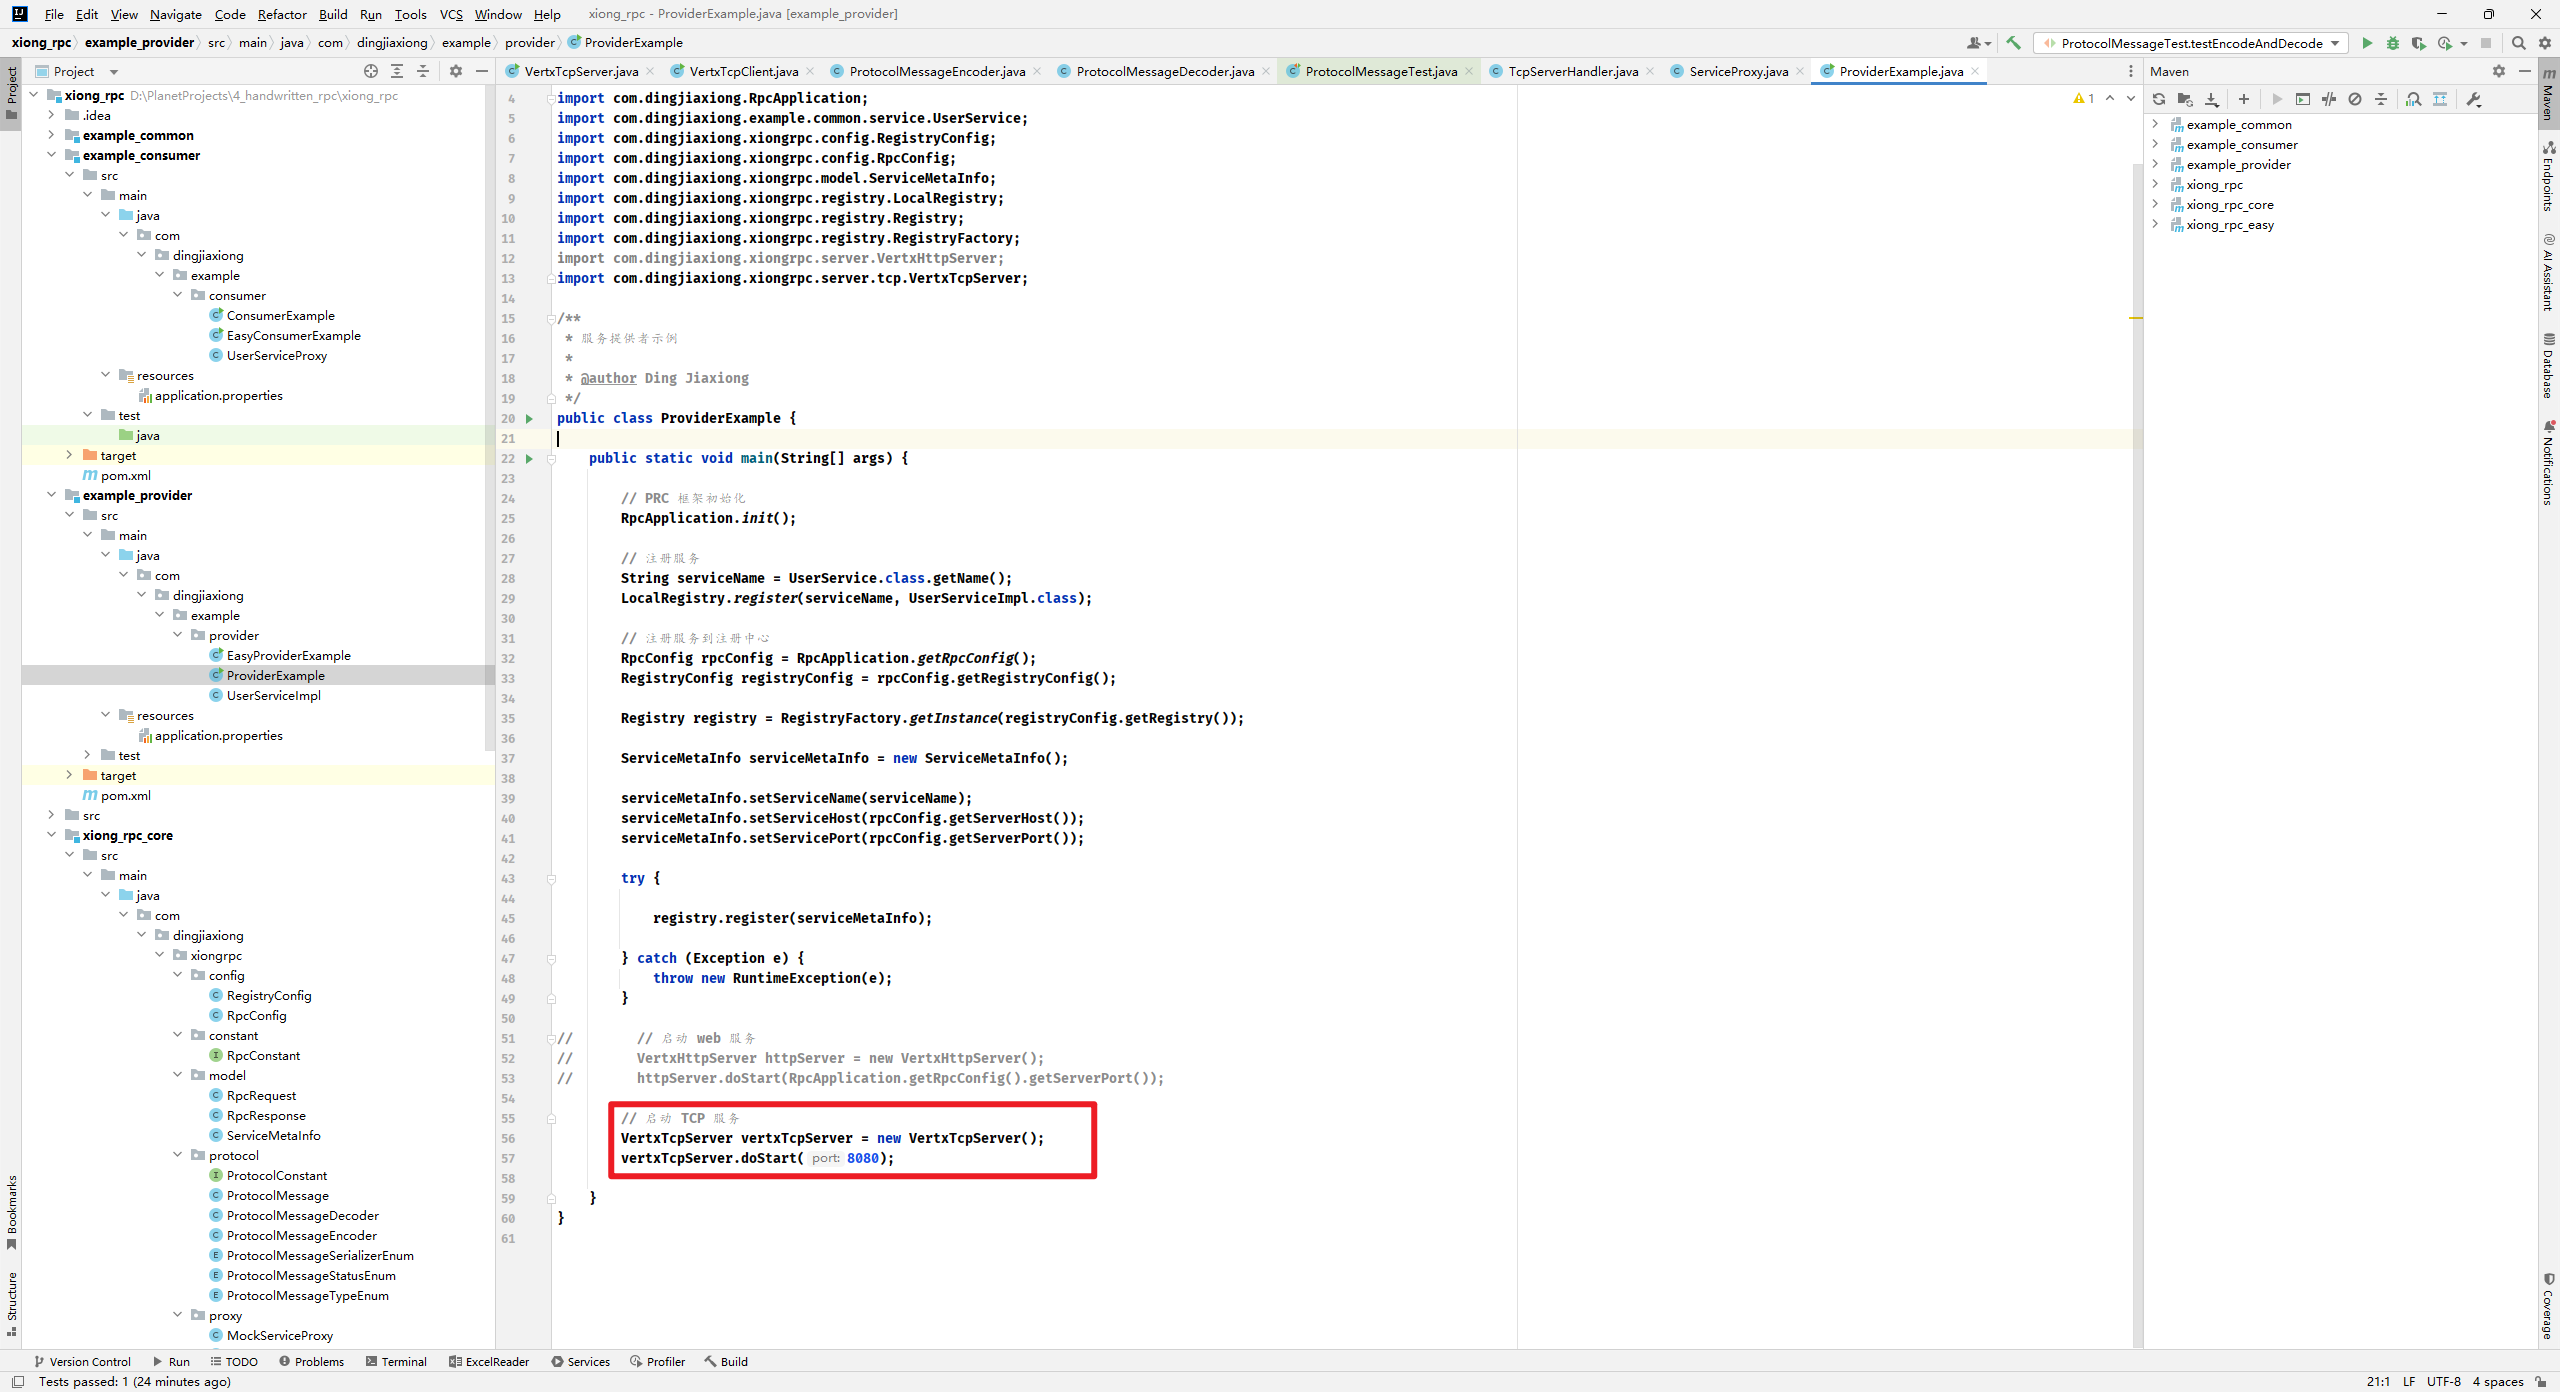 File Edit View Navigate Code Refactor Build Run Tools VCS Window Help xiong_rpc - ProviderExample.java [example_provider]
xiong_rpc example_provider src main java com dingjiaxiong example provider ProviderExample
ProtocolMessageTest.testEncodeAndDecode
Project
VertxTcpServer.java VertxTcpClient.java ProtocolMessageEncoder.java ProtocolMessageDecoder.java ProtocolMessageTest.java TcpServerHandler.java ServiceProxy.java ProviderExample.java
Maven
Project
Bookmarks
Structure
xiong_rpc D:\PlanetProjects\4_handwritten_rpc\xiong_rpc
.idea
example_common
example_consumer
src
main
java
com
dingjiaxiong
example
consumer
ConsumerExample
EasyConsumerExample
UserServiceProxy
resources
application.properties
test
java
target
pom.xml
example_provider
src
main
java
com
dingjiaxiong
example
provider
EasyProviderExample
ProviderExample
UserServiceImpl
resources
application.properties
test
target
pom.xml
src
xiong_rpc_core
src
main
java
com
dingjiaxiong
xiongrpc
config
RegistryConfig
RpcConfig
constant
RpcConstant
model
RpcRequest
RpcResponse
ServiceMetaInfo
protocol
ProtocolConstant
ProtocolMessage
ProtocolMessageDecoder
ProtocolMessageEncoder
ProtocolMessageSerializerEnum
ProtocolMessageStatusEnum
ProtocolMessageTypeEnum
proxy
MockServiceProxy
4 import com.dingjiaxiong.RpcApplication;
5 import com.dingjiaxiong.example.common.service.UserService;
6 import com.dingjiaxiong.xiongrpc.config.RegistryConfig;
7 import com.dingjiaxiong.xiongrpc.config.RpcConfig;
8 import com.dingjiaxiong.xiongrpc.model.ServiceMetaInfo;
9 import com.dingjiaxiong.xiongrpc.registry.LocalRegistry;
10 import com.dingjiaxiong.xiongrpc.registry.Registry;
11 import com.dingjiaxiong.xiongrpc.registry.RegistryFactory;
12 import com.dingjiaxiong.xiongrpc.server.VertxHttpServer;
13 import com.dingjiaxiong.xiongrpc.server.tcp.VertxTcpServer;
14
15 /**
16 * 服务提供者示例
17 *
18 * @author Ding Jiaxiong
19 */
20 public class ProviderExample {
21
22 public static void main(String[] args) {
23
24 // PRC 框架初始化
25 RpcApplication.init();
26
27 // 注册服务
28 String serviceName = UserService.class.getName();
29 LocalRegistry.register(serviceName, UserServiceImpl.class);
30
31 // 注册服务到注册中心
32 RpcConfig rpcConfig = RpcApplication.getRpcConfig();
33 RegistryConfig registryConfig = rpcConfig.getRegistryConfig();
34
35 Registry registry = RegistryFactory.getInstance(registryConfig.getRegistry());
36
37 ServiceMetaInfo serviceMetaInfo = new ServiceMetaInfo();
38
39 serviceMetaInfo.setServiceName(serviceName);
40 serviceMetaInfo.setServiceHost(rpcConfig.getServerHost());
41 serviceMetaInfo.setServicePort(rpcConfig.getServerPort());
42
43 try {
44
45 registry.register(serviceMetaInfo);
46
47 } catch (Exception e) {
48 throw new RuntimeException(e);
49 }
50
51 // // 启动 web 服务
52 // VertxHttpServer httpServer = new VertxHttpServer();
53 // httpServer.doStart(RpcApplication.getRpcConfig().getServerPort());
54
55 // 启动 TCP 服务
56 VertxTcpServer vertxTcpServer = new VertxTcpServer();
57 vertxTcpServer.doStart( port: 8080);
58
59 }
60 }
61
1
example_common
example_consumer
example_provider
xiong_rpc
xiong_rpc_core
xiong_rpc_easy
Maven
Endpoints
AI Assistant
Database
Notifications
Coverage
Version Control Run TODO Problems Terminal ExcelReader Services Profiler Build
Tests passed: 1 (24 minutes ago) 21:1 LF UTF-8 4 spaces